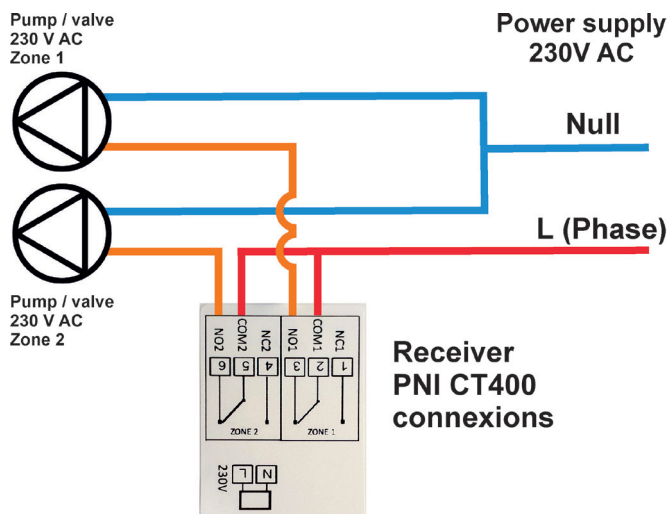 Pump / valve
230 V AC
Zone 1
Power supply
230V AC
Null
L (Phase)
Pump / valve
230 V AC
Zone 2
Receiver
PNI CT400
connexions
NO2 COM2 NC2 NO1 COM1 NC1
6 5 4 3 2 1
ZONE 2 ZONE 1
230V L N